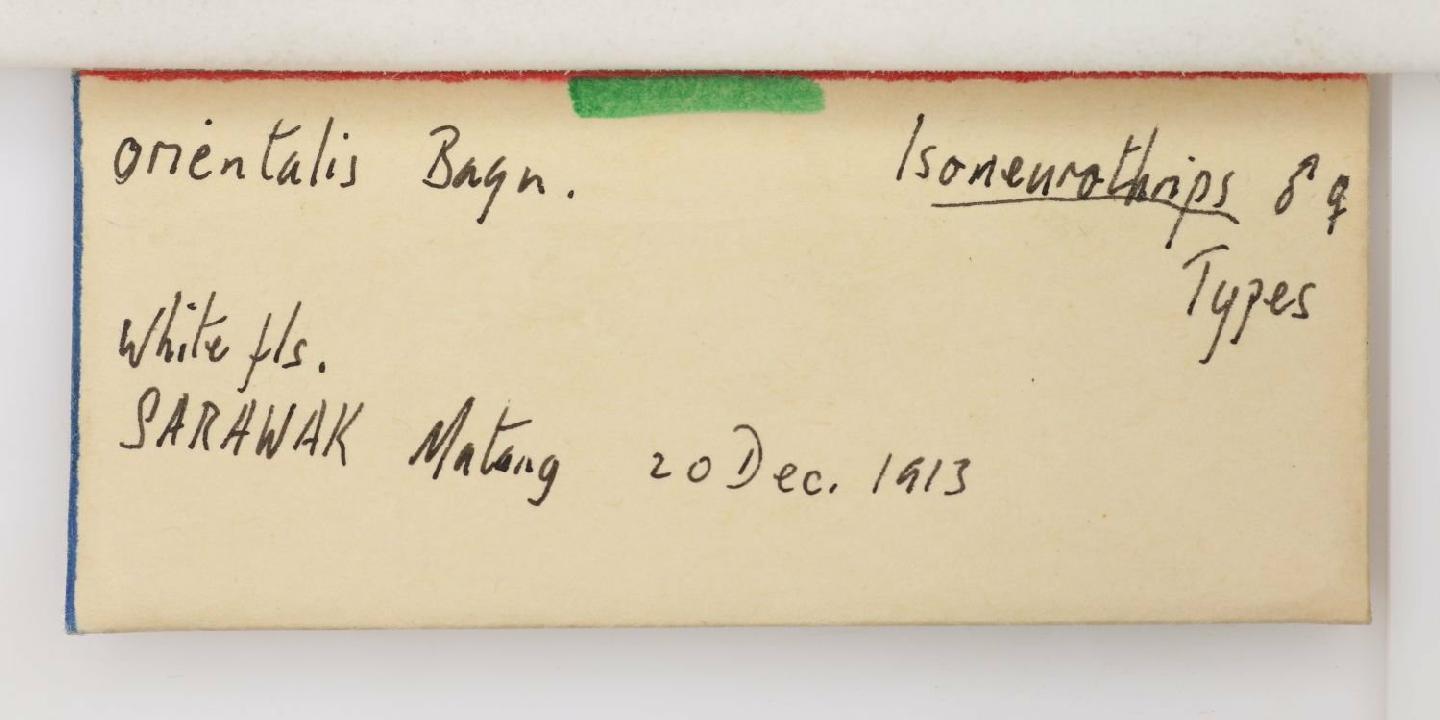 orientalis Bagn. Isoneurothrips ♂ ♀
Types
White fls.
SARAWAK Matang 20 Dec. 1913